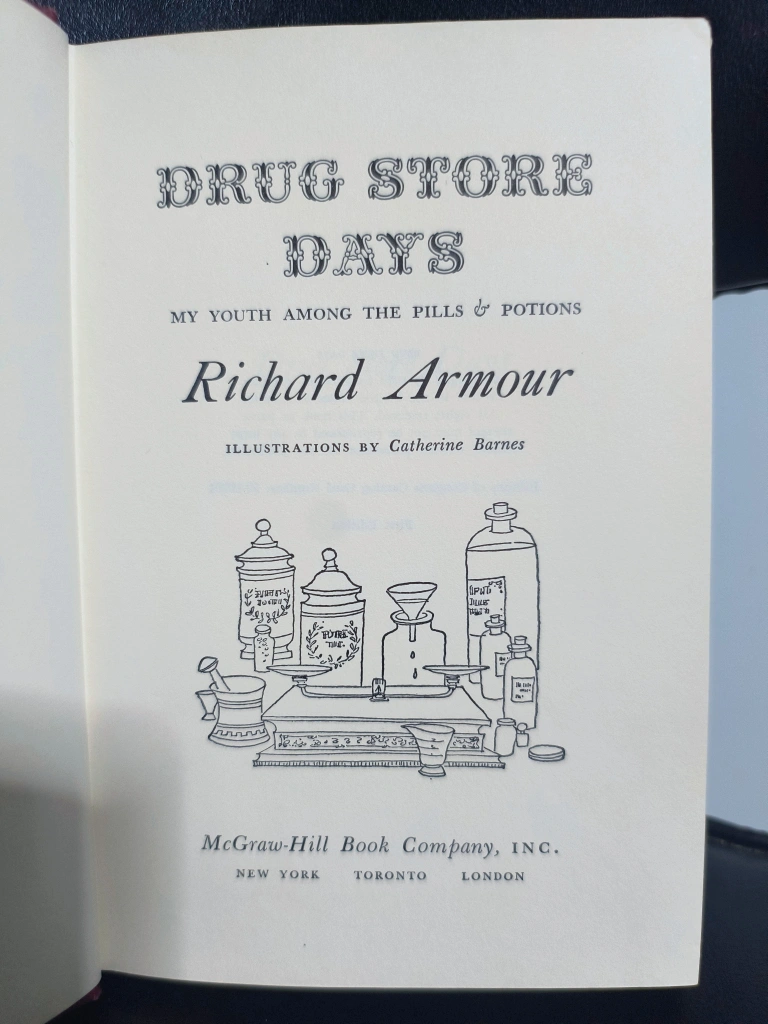 DRUG STORE
DAYS
MY YOUTH AMONG THE PILLS & POTIONS
Richard Armour
ILLUSTRATIONS BY Catherine Barnes
McGraw-Hill Book Company, INC.
NEW YORK TORONTO LONDON